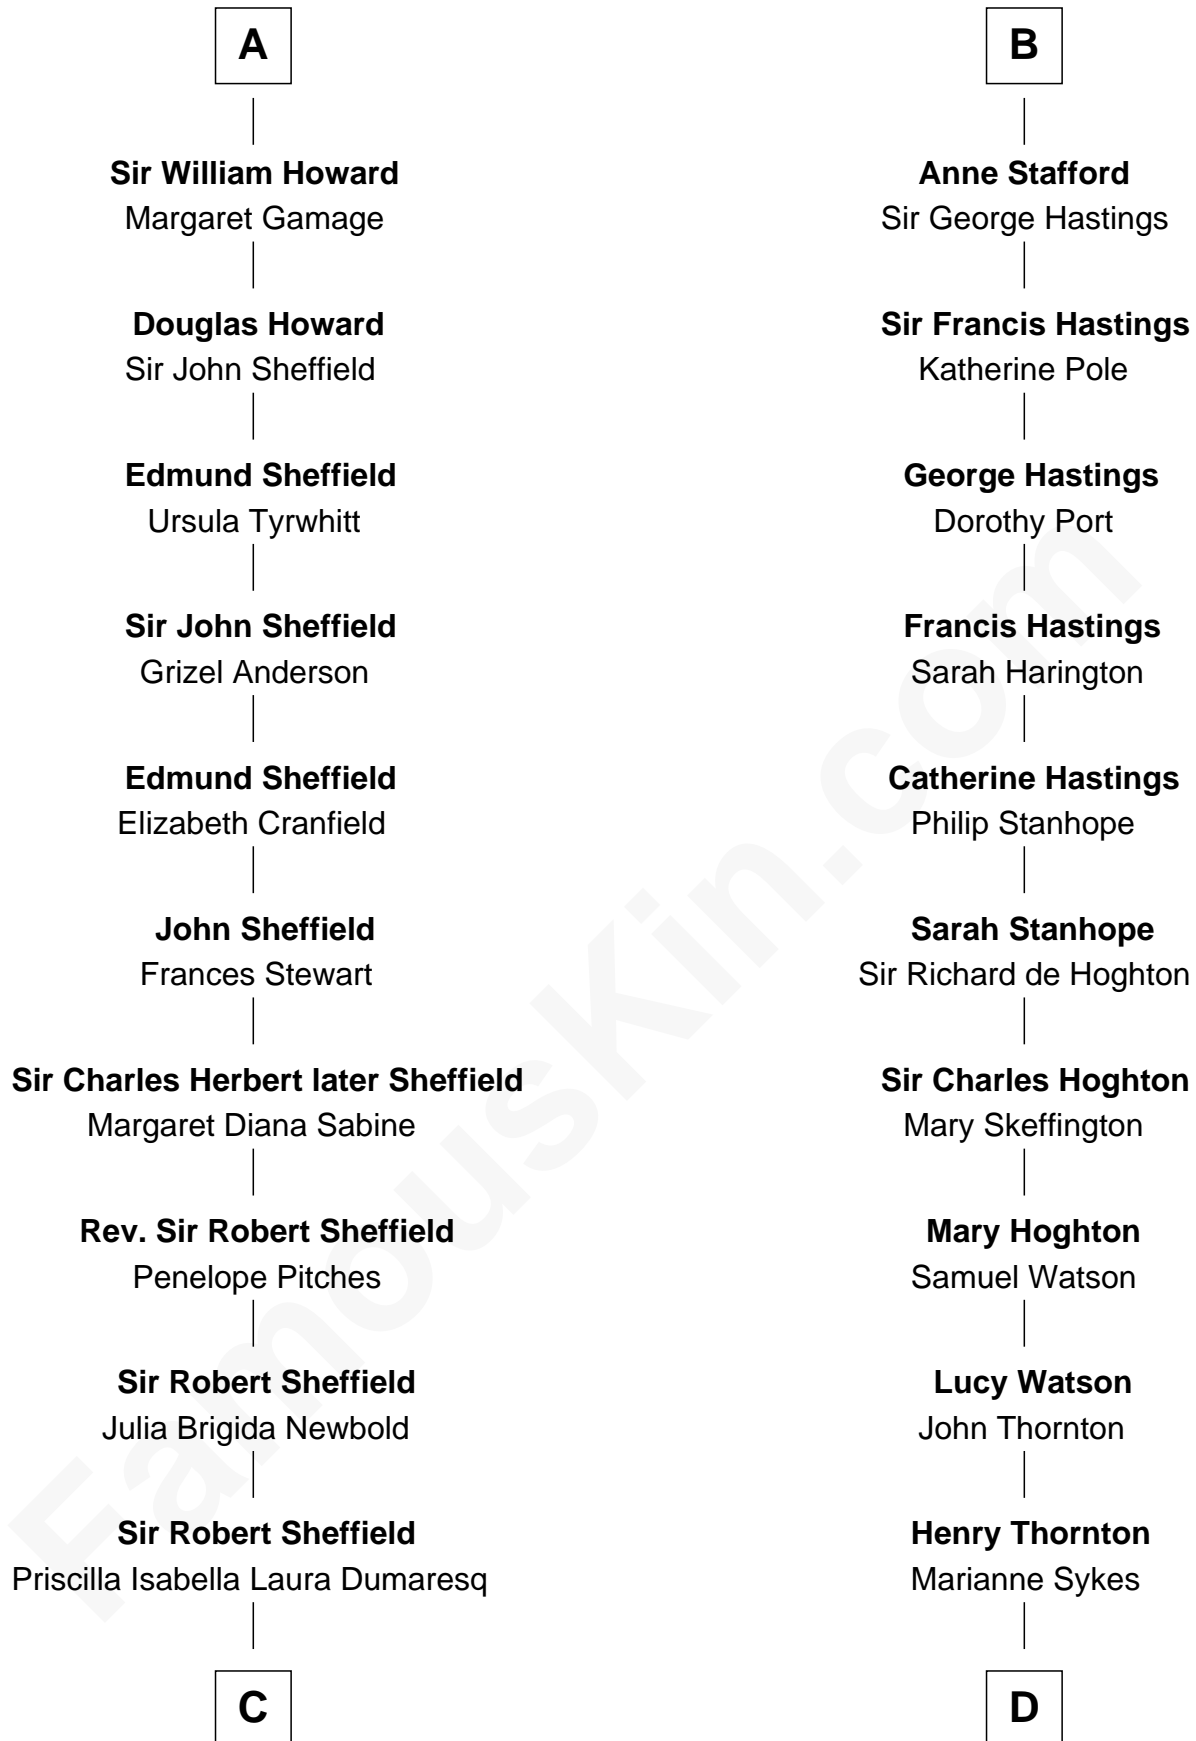 A
Sir William Howard
Margaret Gamage
Douglas Howard
Sir John Sheffield
Edmund Sheffield
Ursula Tyrwhitt
Sir John Sheffield
Grizel Anderson
Edmund Sheffield
Elizabeth Cranfield
John Sheffield
Frances Stewart
Sir Charles Herbert later Sheffield
Margaret Diana Sabine
Rev. Sir Robert Sheffield
Penelope Pitches
Sir Robert Sheffield
Julia Brigida Newbold
Sir Robert Sheffield
Priscilla Isabella Laura Dumaresq
C
B
Anne Stafford
Sir George Hastings
Sir Francis Hastings
Katherine Pole
George Hastings
Dorothy Port
Francis Hastings
Sarah Harington
Catherine Hastings
Philip Stanhope
Sarah Stanhope
Sir Richard de Hoghton
Sir Charles Hoghton
Mary Skeffington
Mary Hoghton
Samuel Watson
Lucy Watson
John Thornton
Henry Thornton
Marianne Sykes
D
FamousKin.com